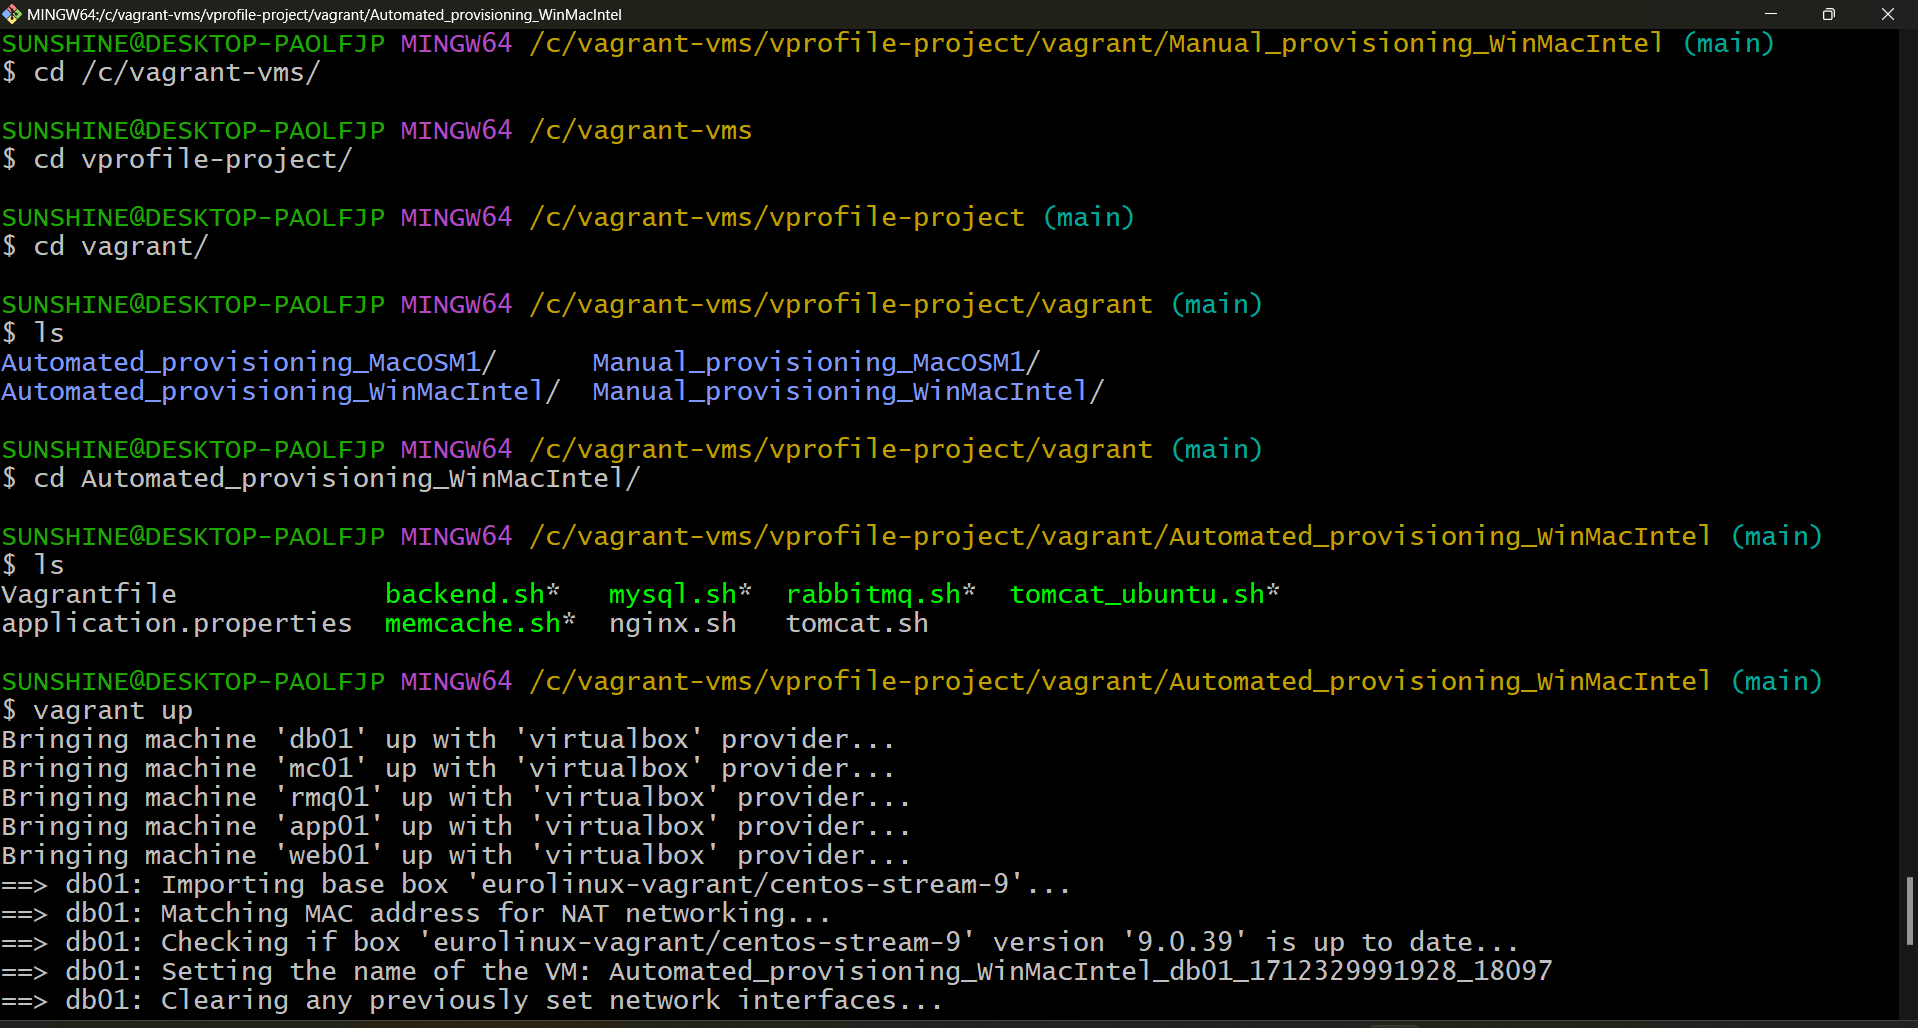 MINGW64:/c/vagrant-vms/vprofile-project/vagrant/Automated_provisioning_WinMacIntel
SUNSHINE@DESKTOP-PAOLFJP MINGW64 /c/vagrant-vms/vprofile-project/vagrant/Manual_provisioning_WinMacIntel (main)
$ cd /c/vagrant-vms/
SUNSHINE@DESKTOP-PAOLFJP MINGW64 /c/vagrant-vms
$ cd vprofile-project/
SUNSHINE@DESKTOP-PAOLFJP MINGW64 /c/vagrant-vms/vprofile-project (main)
$ cd vagrant/
SUNSHINE@DESKTOP-PAOLFJP MINGW64 /c/vagrant-vms/vprofile-project/vagrant (main)
$ ls
Automated_provisioning_MacOSM1/      Manual_provisioning_MacOSM1/
Automated_provisioning_WinMacIntel/  Manual_provisioning_WinMacIntel/
SUNSHINE@DESKTOP-PAOLFJP MINGW64 /c/vagrant-vms/vprofile-project/vagrant (main)
$ cd Automated_provisioning_WinMacIntel/
SUNSHINE@DESKTOP-PAOLFJP MINGW64 /c/vagrant-vms/vprofile-project/vagrant/Automated_provisioning_WinMacIntel (main)
$ ls
Vagrantfile             backend.sh*   mysql.sh*  rabbitmq.sh*  tomcat_ubuntu.sh*
application.properties  memcache.sh*  nginx.sh   tomcat.sh
SUNSHINE@DESKTOP-PAOLFJP MINGW64 /c/vagrant-vms/vprofile-project/vagrant/Automated_provisioning_WinMacIntel (main)
$ vagrant up
Bringing machine 'db01' up with 'virtualbox' provider...
Bringing machine 'mc01' up with 'virtualbox' provider...
Bringing machine 'rmq01' up with 'virtualbox' provider...
Bringing machine 'app01' up with 'virtualbox' provider...
Bringing machine 'web01' up with 'virtualbox' provider...
==> db01: Importing base box 'eurolinux-vagrant/centos-stream-9'...
==> db01: Matching MAC address for NAT networking...
==> db01: Checking if box 'eurolinux-vagrant/centos-stream-9' version '9.0.39' is up to date...
==> db01: Setting the name of the VM: Automated_provisioning_WinMacIntel_db01_1712329991928_18097
==> db01: Clearing any previously set network interfaces...